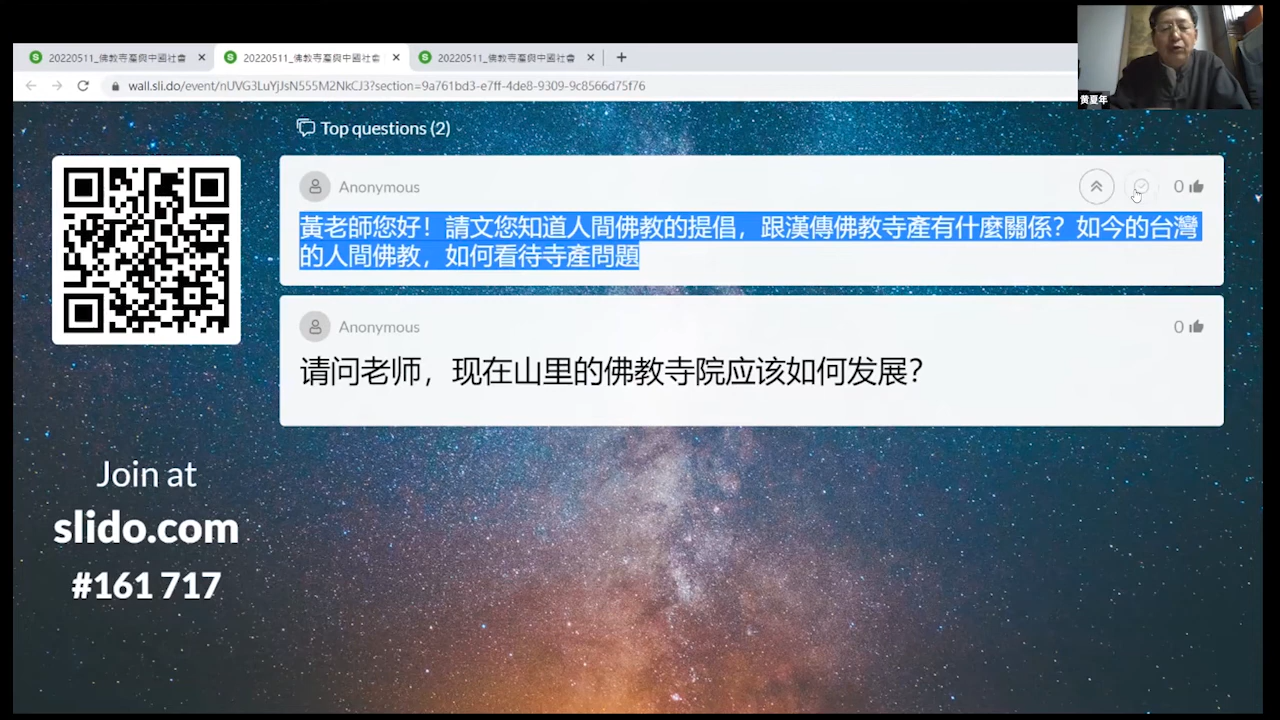 20220511_佛教寺產與中國社會
20220511_佛教寺產與中國社會
20220511_佛教寺產與中國社會
wall.sli.do/event/nUVG3LuYjJsN555M2NkCJ3?section=9a761bd3-e7ff-4de8-9309-9c8566d75f76
黄夏年
Top questions (2)
Anonymous
0
黃老師您好！請文您知道人間佛教的提倡，跟漢傳佛教寺產有什麼關係？如今的台灣
的人間佛教，如何看待寺產問題
Anonymous
0
请问老师，现在山里的佛教寺院应该如何发展？
Join at
slido.com
#161 717